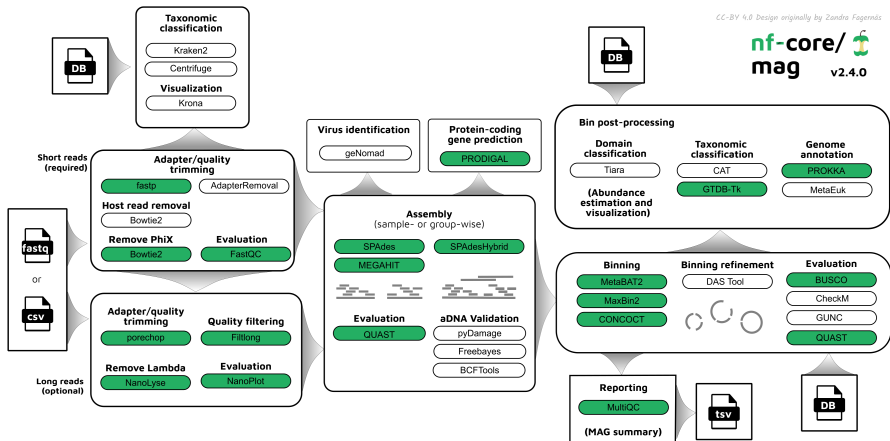 CC-BY 4.0 Design originally by Zandra Fagernäs
nf-core/
mag
v2.4.0
DB
Taxonomic
classification
Kraken2
Centrifuge
Visualization
Krona
Short reads
(required)
Adapter/quality
trimming
fastp
AdapterRemoval
Host read removal
Bowtie2
Remove PhiX
Evaluation
Bowtie2
FastQC
fastq
or
csv
Adapter/quality
trimming
Quality filtering
porechop
Filtlong
Remove Lambda
Evaluation
NanoLyse
NanoPlot
Long reads
(optional)
Virus identification
geNomad
Protein-coding
gene prediction
PRODIGAL
Assembly
(sample- or group-wise)
SPAdes
SPAdesHybrid
MEGAHIT
Evaluation
QUAST
aDNA Validation
pyDamage
Freebayes
BCFTools
DB
Bin post-processing
Domain
classification
Tiara
(Abundance
estimation and
visualization)
Taxonomic
classification
CAT
GTDB-Tk
Genome
annotation
PROKKA
MetaEuk
Binning
MetaBAT2
MaxBin2
CONCOCT
Binning refinement
DAS Tool
Evaluation
BUSCO
CheckM
GUNC
QUAST
Reporting
MultiQC
(MAG summary)
tsv
DB